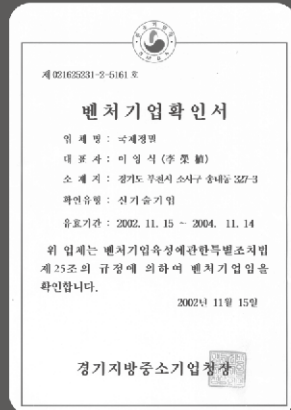 제 021625231-2-5161 호
벤처기업확인서
업 체 명 : 국제정밀
대 표 자 : 이 영 식 (李 榮 植)
소 재 지 : 경기도 부천시 소사구 송내동 327-3
확인유형 : 신기술기업
유효기간 : 2002. 11. 15 ~ 2004. 11. 14
위 업체는 벤처기업육성에관한특별조치법
제25조의 규정에 의하여 벤처기업임을
확인합니다.
2002년 11월 15일
경기지방중소기업청장